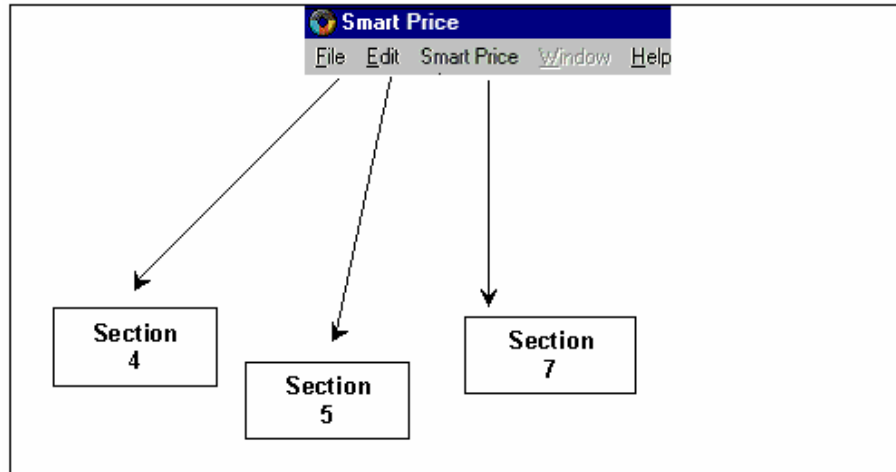 Smart Price
File Edit Smart Price Window Help
Section
4
Section
7
Section
5